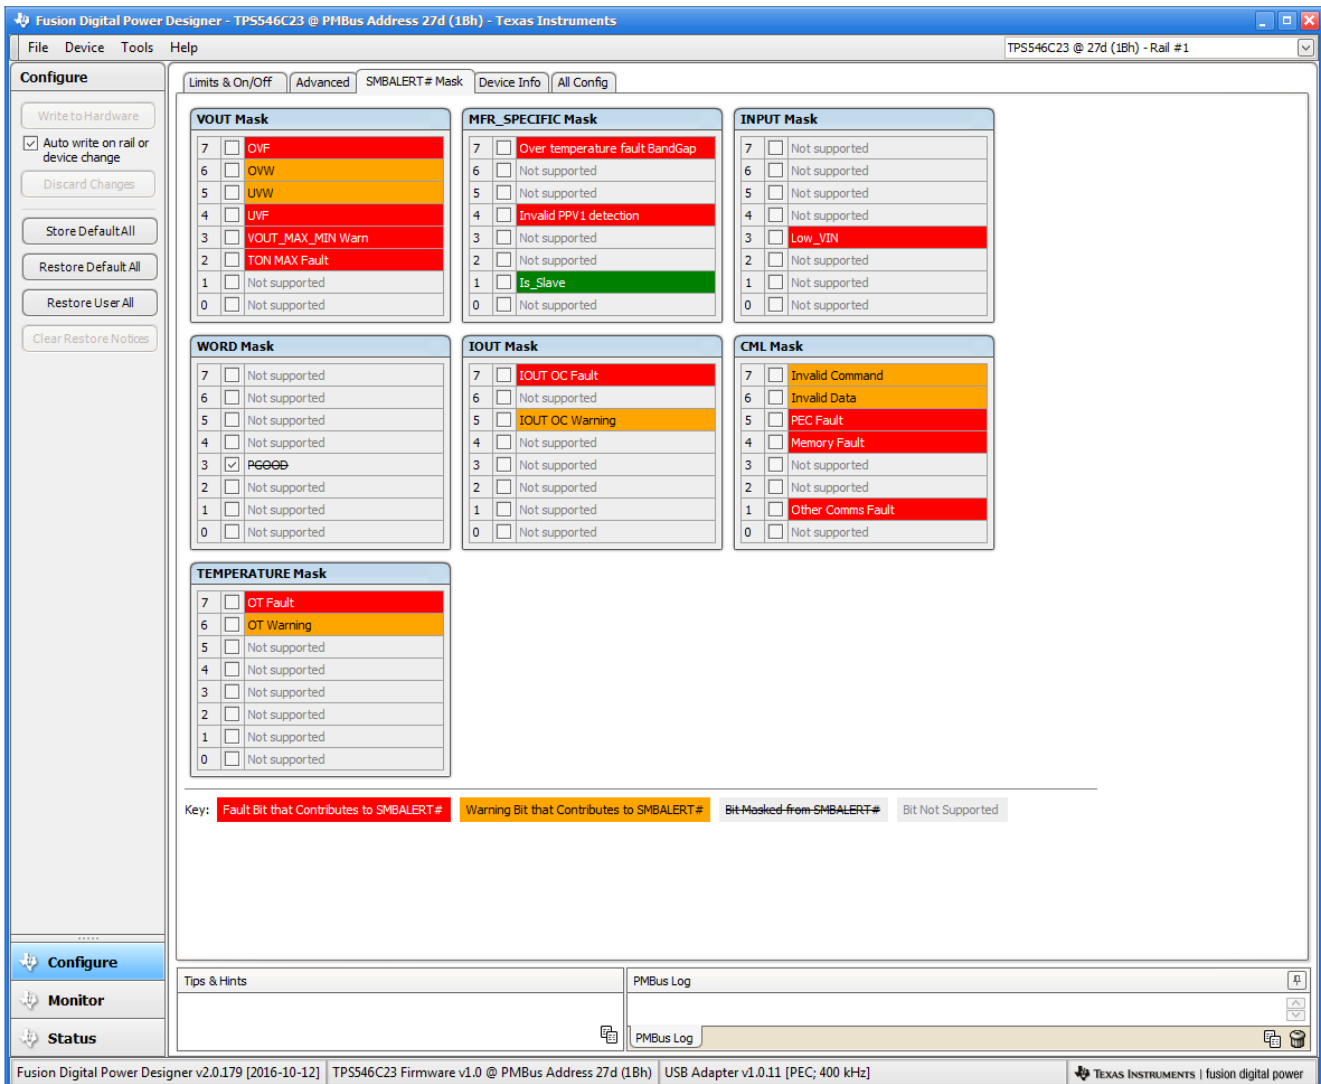 Fusion Digital Power Designer - TPS546C23 @ PMBus Address 27d (1Bh) - Texas Instruments
File Device Tools Help
TPS546C23 @ 27d (1Bh) - Rail #1
Configure
Write to Hardware
Auto write on rail or
device change
Discard Changes
Store Default All
Restore Default All
Restore User All
Clear Restore Notices
Limits & On/Off Advanced SMBALERT# Mask Device Info All Config
VOUT Mask
7 OVF
6 OVW
5 UVW
4 UVF
3 VOUT_MAX_MIN Warn
2 TON MAX Fault
1 Not supported
0 Not supported
MFR_SPECIFIC Mask
7 Over temperature fault BandGap
6 Not supported
5 Not supported
4 Invalid PPV1 detection
3 Not supported
2 Not supported
1 Is_Slave
0 Not supported
INPUT Mask
7 Not supported
6 Not supported
5 Not supported
4 Not supported
3 Low_VIN
2 Not supported
1 Not supported
0 Not supported
WORD Mask
7 Not supported
6 Not supported
5 Not supported
4 Not supported
3 PGOOD
2 Not supported
1 Not supported
0 Not supported
IOUT Mask
7 IOUT OC Fault
6 Not supported
5 IOUT OC Warning
4 Not supported
3 Not supported
2 Not supported
1 Not supported
0 Not supported
CML Mask
7 Invalid Command
6 Invalid Data
5 PEC Fault
4 Memory Fault
3 Not supported
2 Not supported
1 Other Comms Fault
0 Not supported
TEMPERATURE Mask
7 OT Fault
6 OT Warning
5 Not supported
4 Not supported
3 Not supported
2 Not supported
1 Not supported
0 Not supported
Key: Fault Bit that Contributes to SMBALERT# Warning Bit that Contributes to SMBALERT# Bit Masked from SMBALERT# Bit Not Supported
Configure
Monitor
Status
Tips & Hints
PMBus Log
PMBus Log
Fusion Digital Power Designer v2.0.179 [2016-10-12] TPS546C23 Firmware v1.0 @ PMBus Address 27d (1Bh) USB Adapter v1.0.11 [PEC; 400 kHz] TEXAS INSTRUMENTS | fusion digital power